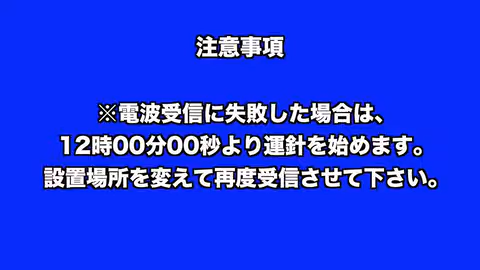 注意事項
※電波受信に失敗した場合は、
12時00分00秒より運針を始めます。
設置場所を変えて再度受信させて下さい。